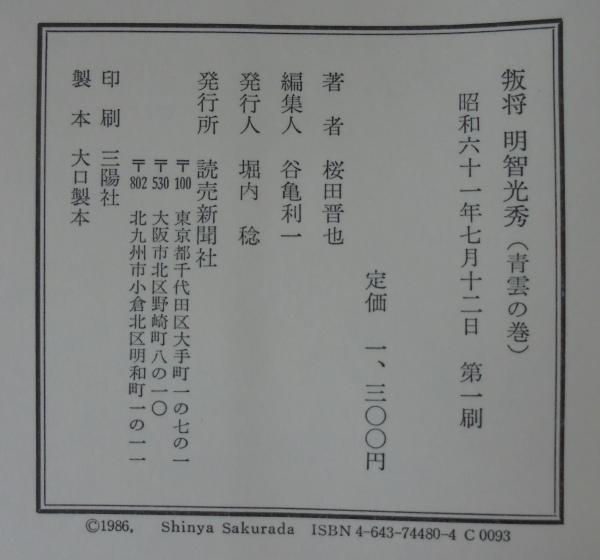 叛将 明智光秀（青雲の巻）
昭和六十一年七月十二日 第一刷
定価 一、三〇〇円
著者 桜田晋也
編集人 谷亀利一
発行人 堀内稔
発行所 読売新聞社
〒100 東京都千代田区大手町一の七の一
〒530 大阪市北区野崎町八の一〇
〒802 北九州市小倉北区明和町一の一一
印刷 三陽社
製本 大口製本
©1986, Shinya Sakurada ISBN4-643-74480-4 C0093